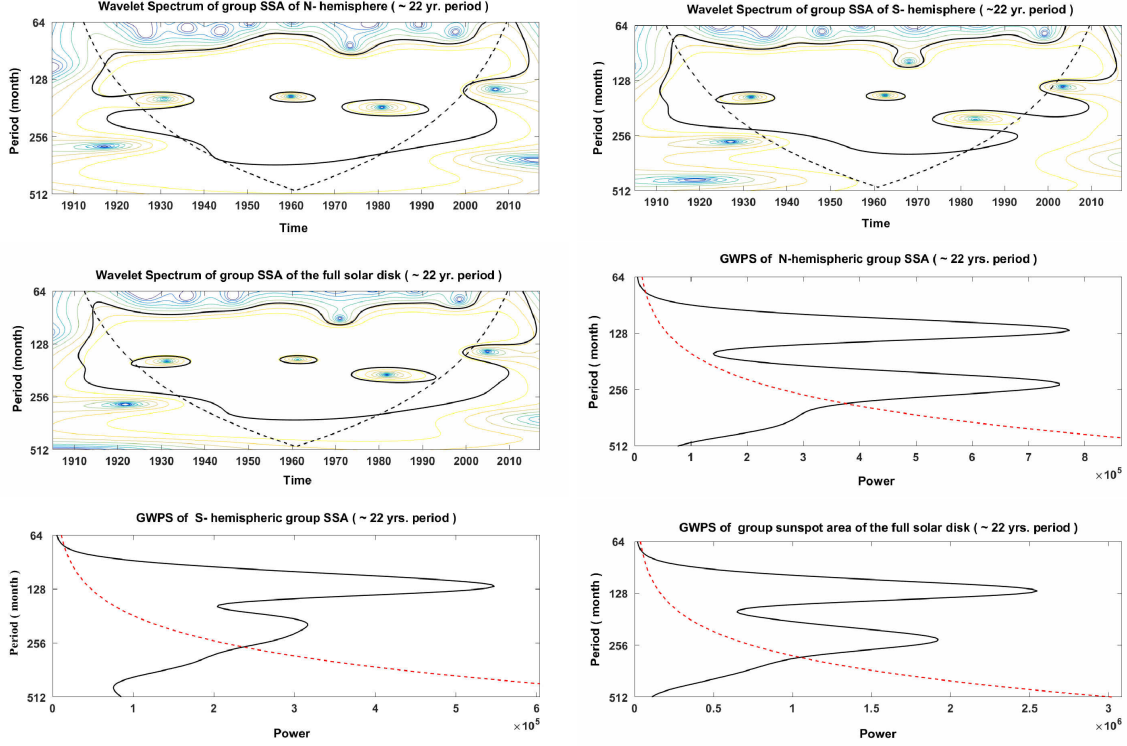 Wavelet Spectrum of group SSA of N- hemisphere ( ~ 22 yr. period )
64
128
256
512
Period (month)
1910 1920 1930 1940 1950 1960 1970 1980 1990 2000 2010
Time
Wavelet Spectrum of group SSA of S- hemisphere (~22 yr. period )
64
128
256
512
Period ( month )
1910 1920 1930 1940 1950 1960 1970 1980 1990 2000 2010
Time
Wavelet Spectrum of group SSA of the full solar disk ( ~ 22 yr. period )
64
128
256
512
Period (month)
1910 1920 1930 1940 1950 1960 1970 1980 1990 2000 2010
Time
GWPS of N-hemispheric group SSA ( ~ 22 yrs. period )
64
128
256
512
Period ( month )
0 1 2 3 4 5 6 7 8
×10^5
Power
GWPS of S- hemispheric group SSA ( ~ 22 yrs. period )
64
128
256
512
Period ( month )
0 1 2 3 4 5 6
×10^5
Power
GWPS of group sunspot area of the full solar disk ( ~ 22 yrs. period )
64
128
256
512
Period ( month )
0 0.5 1 1.5 2 2.5 3
×10^6
Power